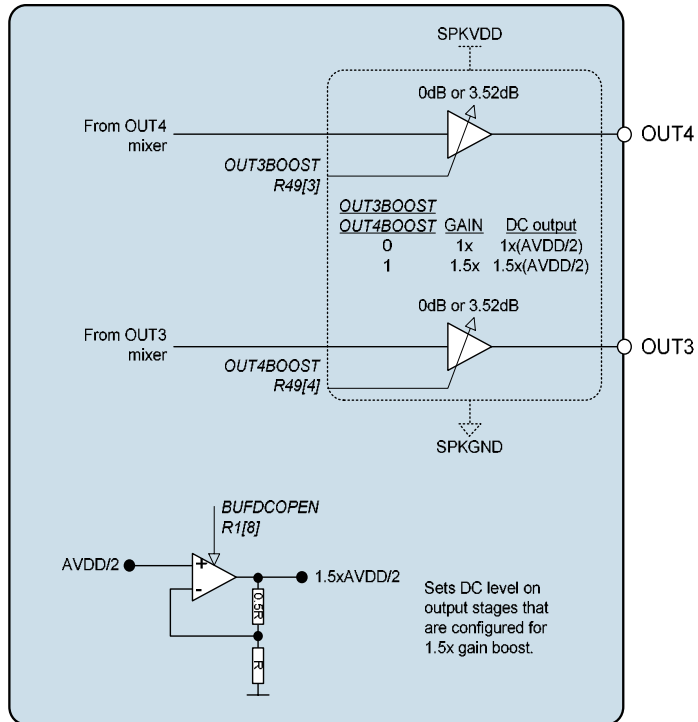 SPKVDD
0dB or 3.52dB
From OUT4
mixer
OUT4
OUT3BOOST
R49[3]
OUT3BOOST
OUT4BOOST GAIN DC output
0 1x 1x(AVDD/2)
1 1.5x 1.5x(AVDD/2)
0dB or 3.52dB
From OUT3
mixer
OUT3
OUT4BOOST
R49[4]
SPKGND
BUFDCOPEN
R1[8]
AVDD/2
+
-
1.5xAVDD/2
0.5R
R
Sets DC level on
output stages that
are configured for
1.5x gain boost.